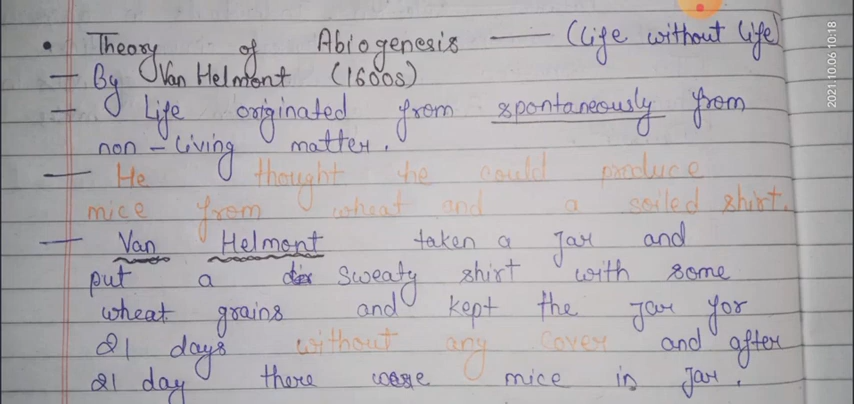 • Theory of Abiogenesis — (Life without life)
– By Van Helmont (1600s)
– Life originated from spontaneously from
non-living matter.
– He thought he could produce
mice from wheat and a soiled shirt.
– Van Helmont taken a jar and
put a sweaty shirt with some
wheat grains and kept the jar for
21 days without any cover and after
21 day there were mice in jar.
2021.10.06 10:18